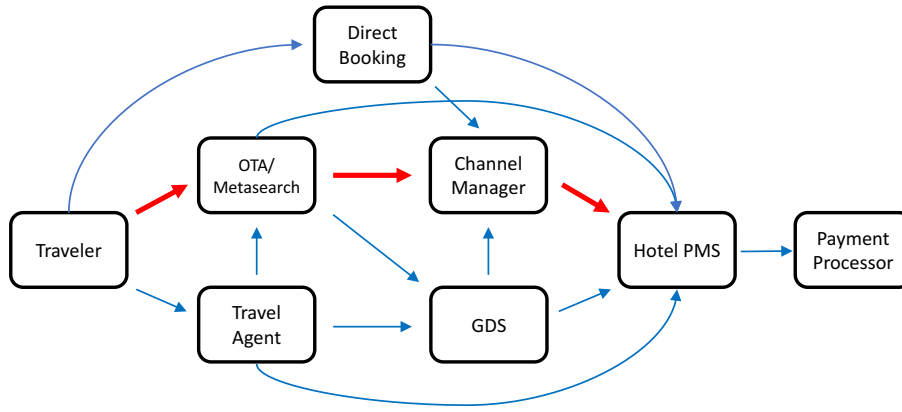 Direct
Booking
OTA/
Metasearch
Channel
Manager
Traveler
Hotel PMS
Payment
Processor
Travel
Agent
GDS